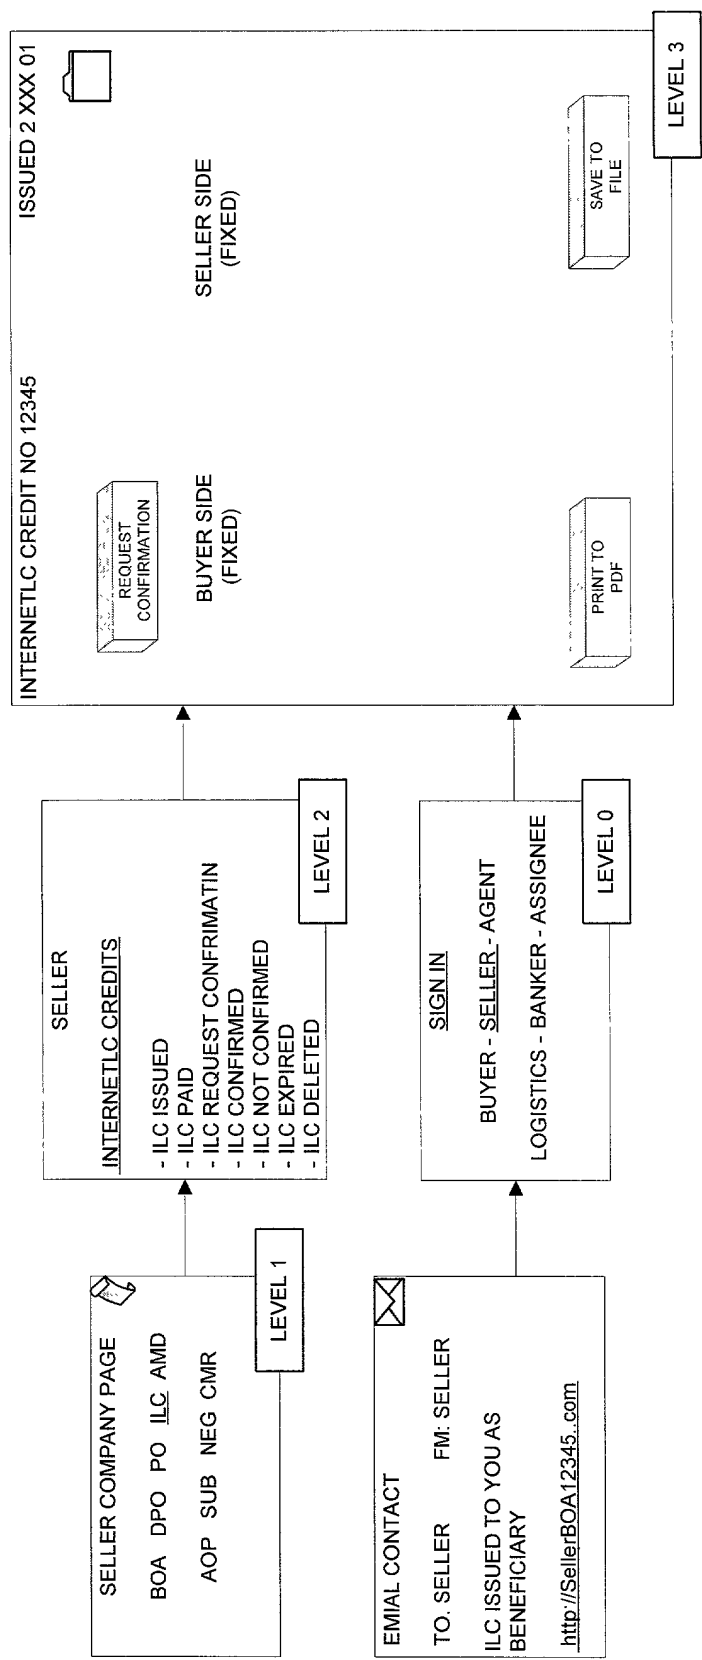 SELLER COMPANY PAGE
BOA DPO PO ILC AMD
AOP SUB NEG CMR
LEVEL 1
EMIAL CONTACT
TO. SELLER FM: SELLER
ILC ISSUED TO YOU AS
BENEFICIARY
http://SellerBOA12345..com
SELLER
INTERNETLC CREDITS
- ILC ISSUED
- ILC PAID
- ILC REQUEST CONFRIMATIN
- ILC CONFIRMED
- ILC NOT CONFIRMED
- ILC EXPIRED
- ILC DELETED
LEVEL 2
SIGN IN
BUYER - SELLER - AGENT
LOGISTICS - BANKER - ASSIGNEE
LEVEL 0
INTERNETLC CREDIT NO 12345 ISSUED 2 XXX 01
REQUEST
CONFIRMATION
BUYER SIDE
(FIXED)
SELLER SIDE
(FIXED)
PRINT TO
PDF
SAVE TO
FILE
LEVEL 3